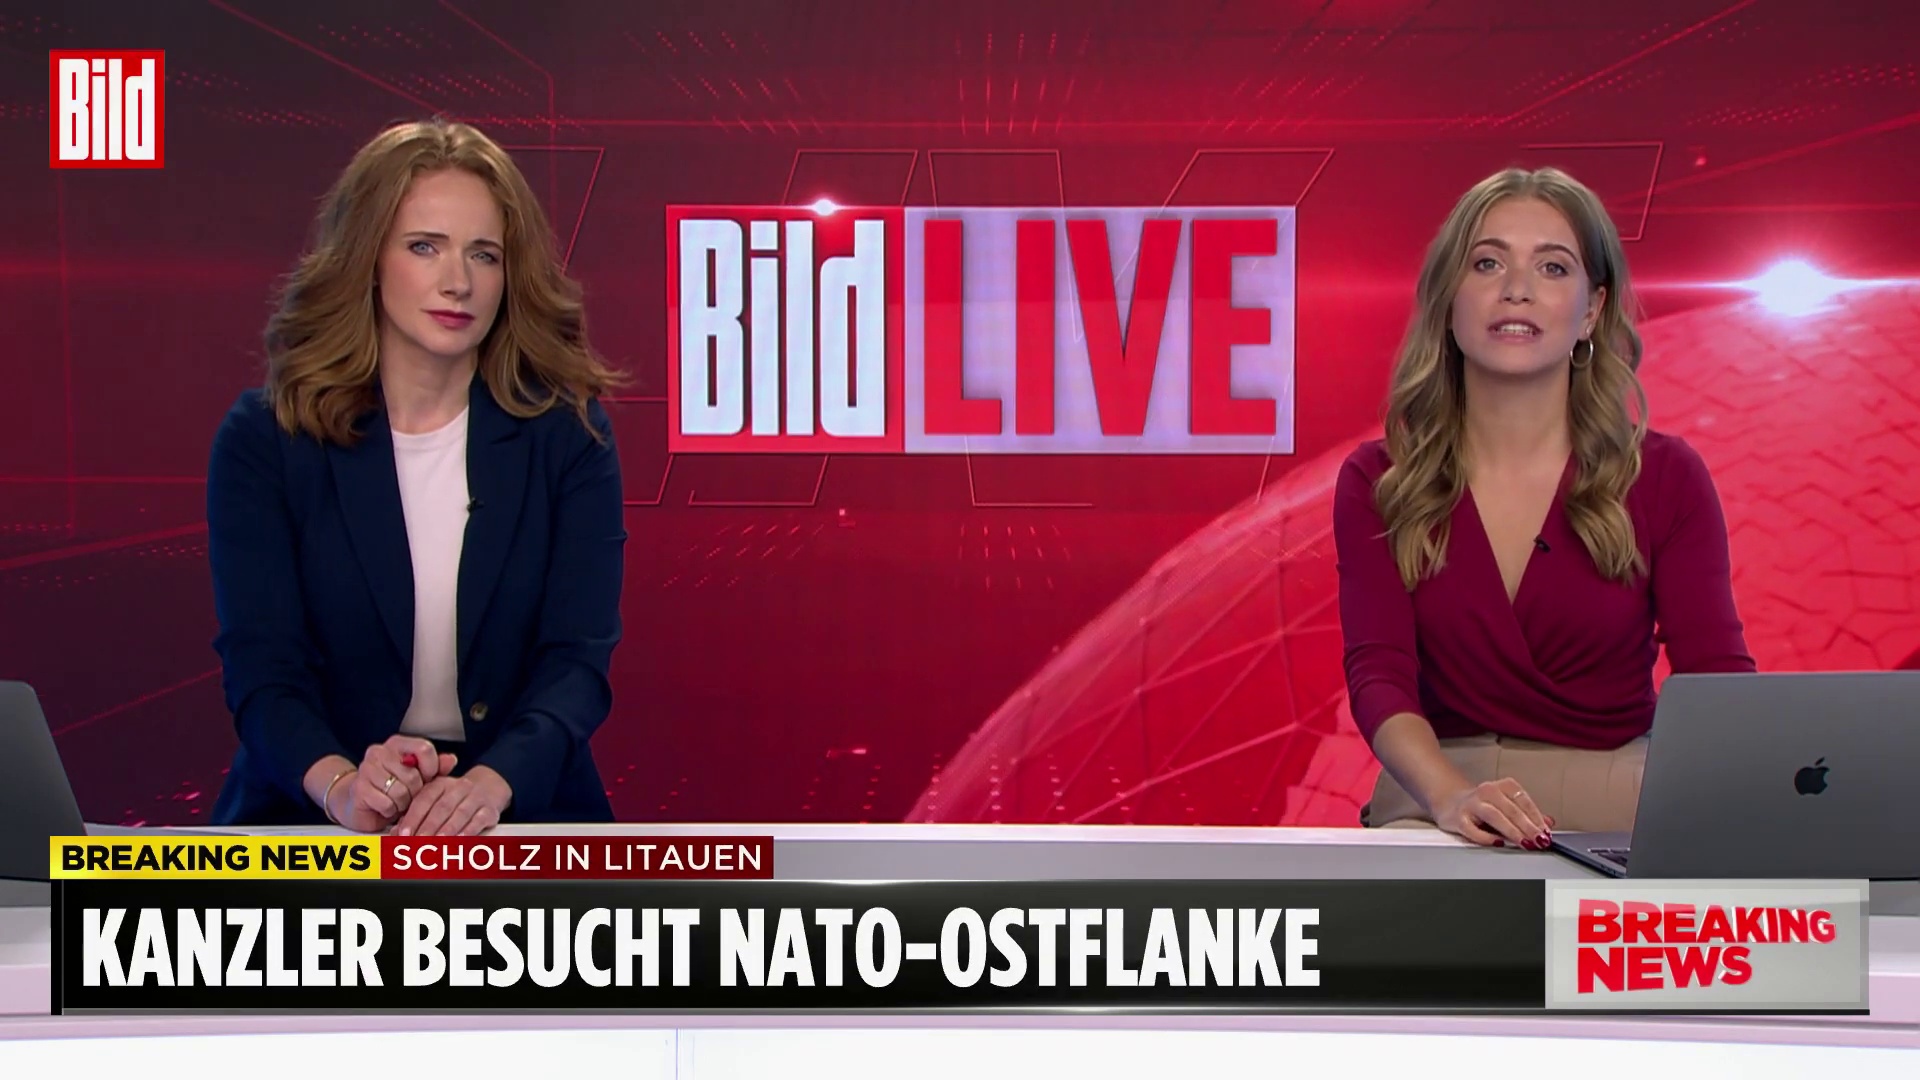 Bild
Bild LIVE
BREAKING NEWS SCHOLZ IN LITAUEN
KANZLER BESUCHT NATO-OSTFLANKE
BREAKING
NEWS